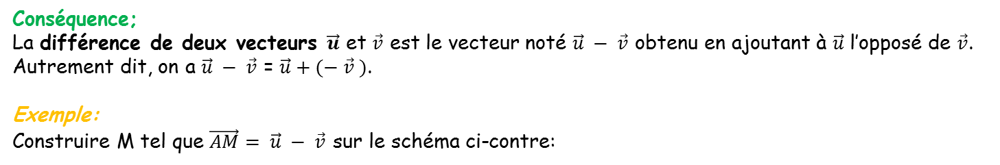 Conséquence;
La différence de deux vecteurs $\vec{u}$ et $\vec{v}$ est le vecteur noté $\vec{u} - \vec{v}$ obtenu en ajoutant à $\vec{u}$ l’opposé de $\vec{v}$.
Autrement dit, on a $\vec{u} - \vec{v}$ = $\vec{u} + (- \vec{v})$.
Exemple:
Construire M tel que $\overrightarrow{AM} = \vec{u} - \vec{v}$ sur le schéma ci-contre: